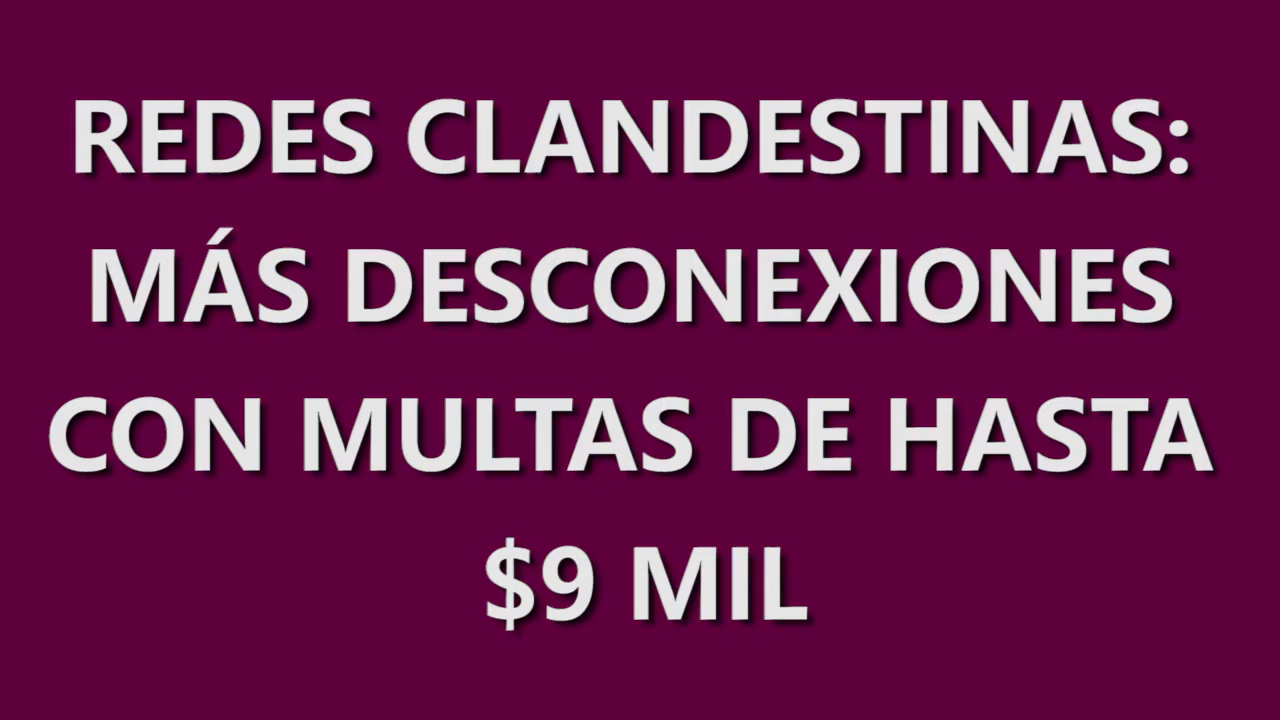 REDES CLANDESTINAS:
MÁS DESCONEXIONES
CON MULTAS DE HASTA
$9 MIL